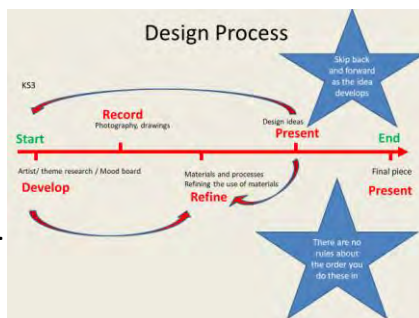 Design Process
Skip back
and forward
as the idea
develops
KS3
Record
Photography, drawings
Design ideas
Present
Start
End
Artist/ theme research / Mood board
Develop
Materials and processes
Refining the use of materials
Refine
Final piece
Present
There are no
rules about
the order you
do these in